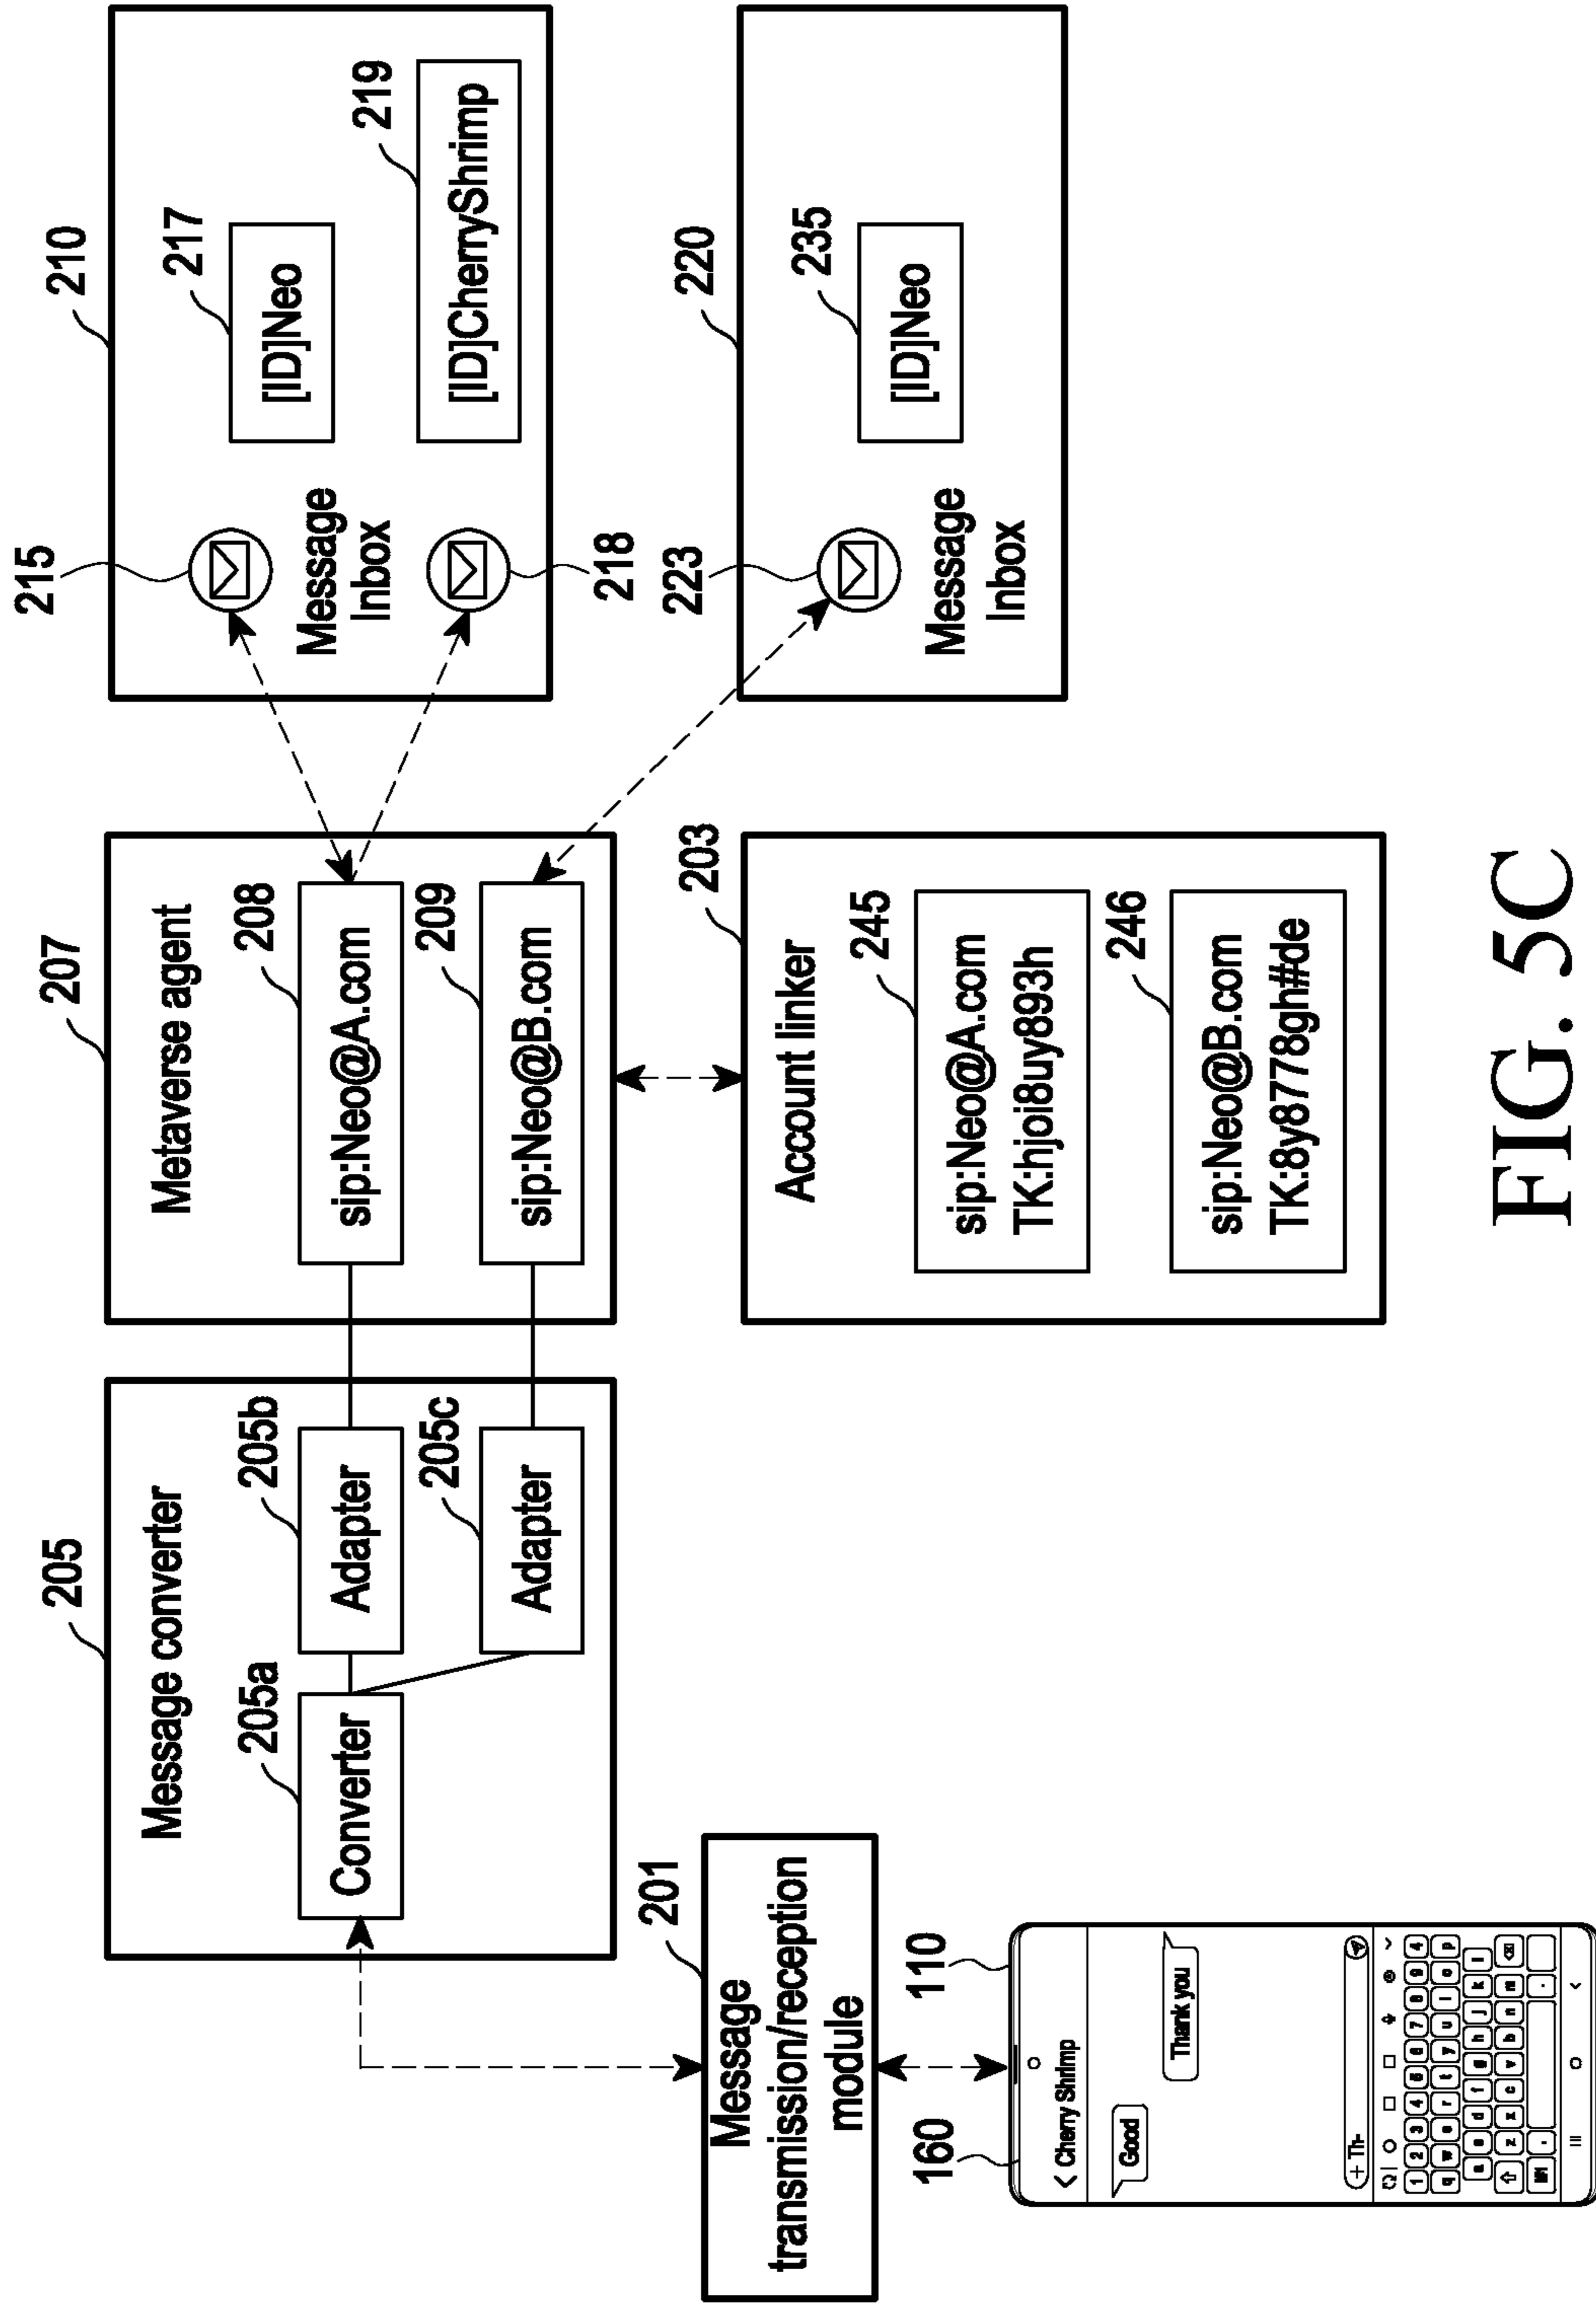 205
Message converter
205a
Converter
205b
Adapter
205c
Adapter
207
Metaverse agent
208
sip:Neo@A.com
209
sip:Neo@B.com
210
215
217
[ID]Neo
Message
Inbox
219
[ID]CherryShrimp
218
220
223
235
[ID]Neo
Message
Inbox
203
Account linker
245
sip:Neo@A.com
TK:hjoi8uy893h
246
sip:Neo@B.com
TK:8y8778gh#de
201
Message
transmission/reception
module
160
110
Cherry Shrimp
Good
Thank you
+ Th-
FIG. 5C